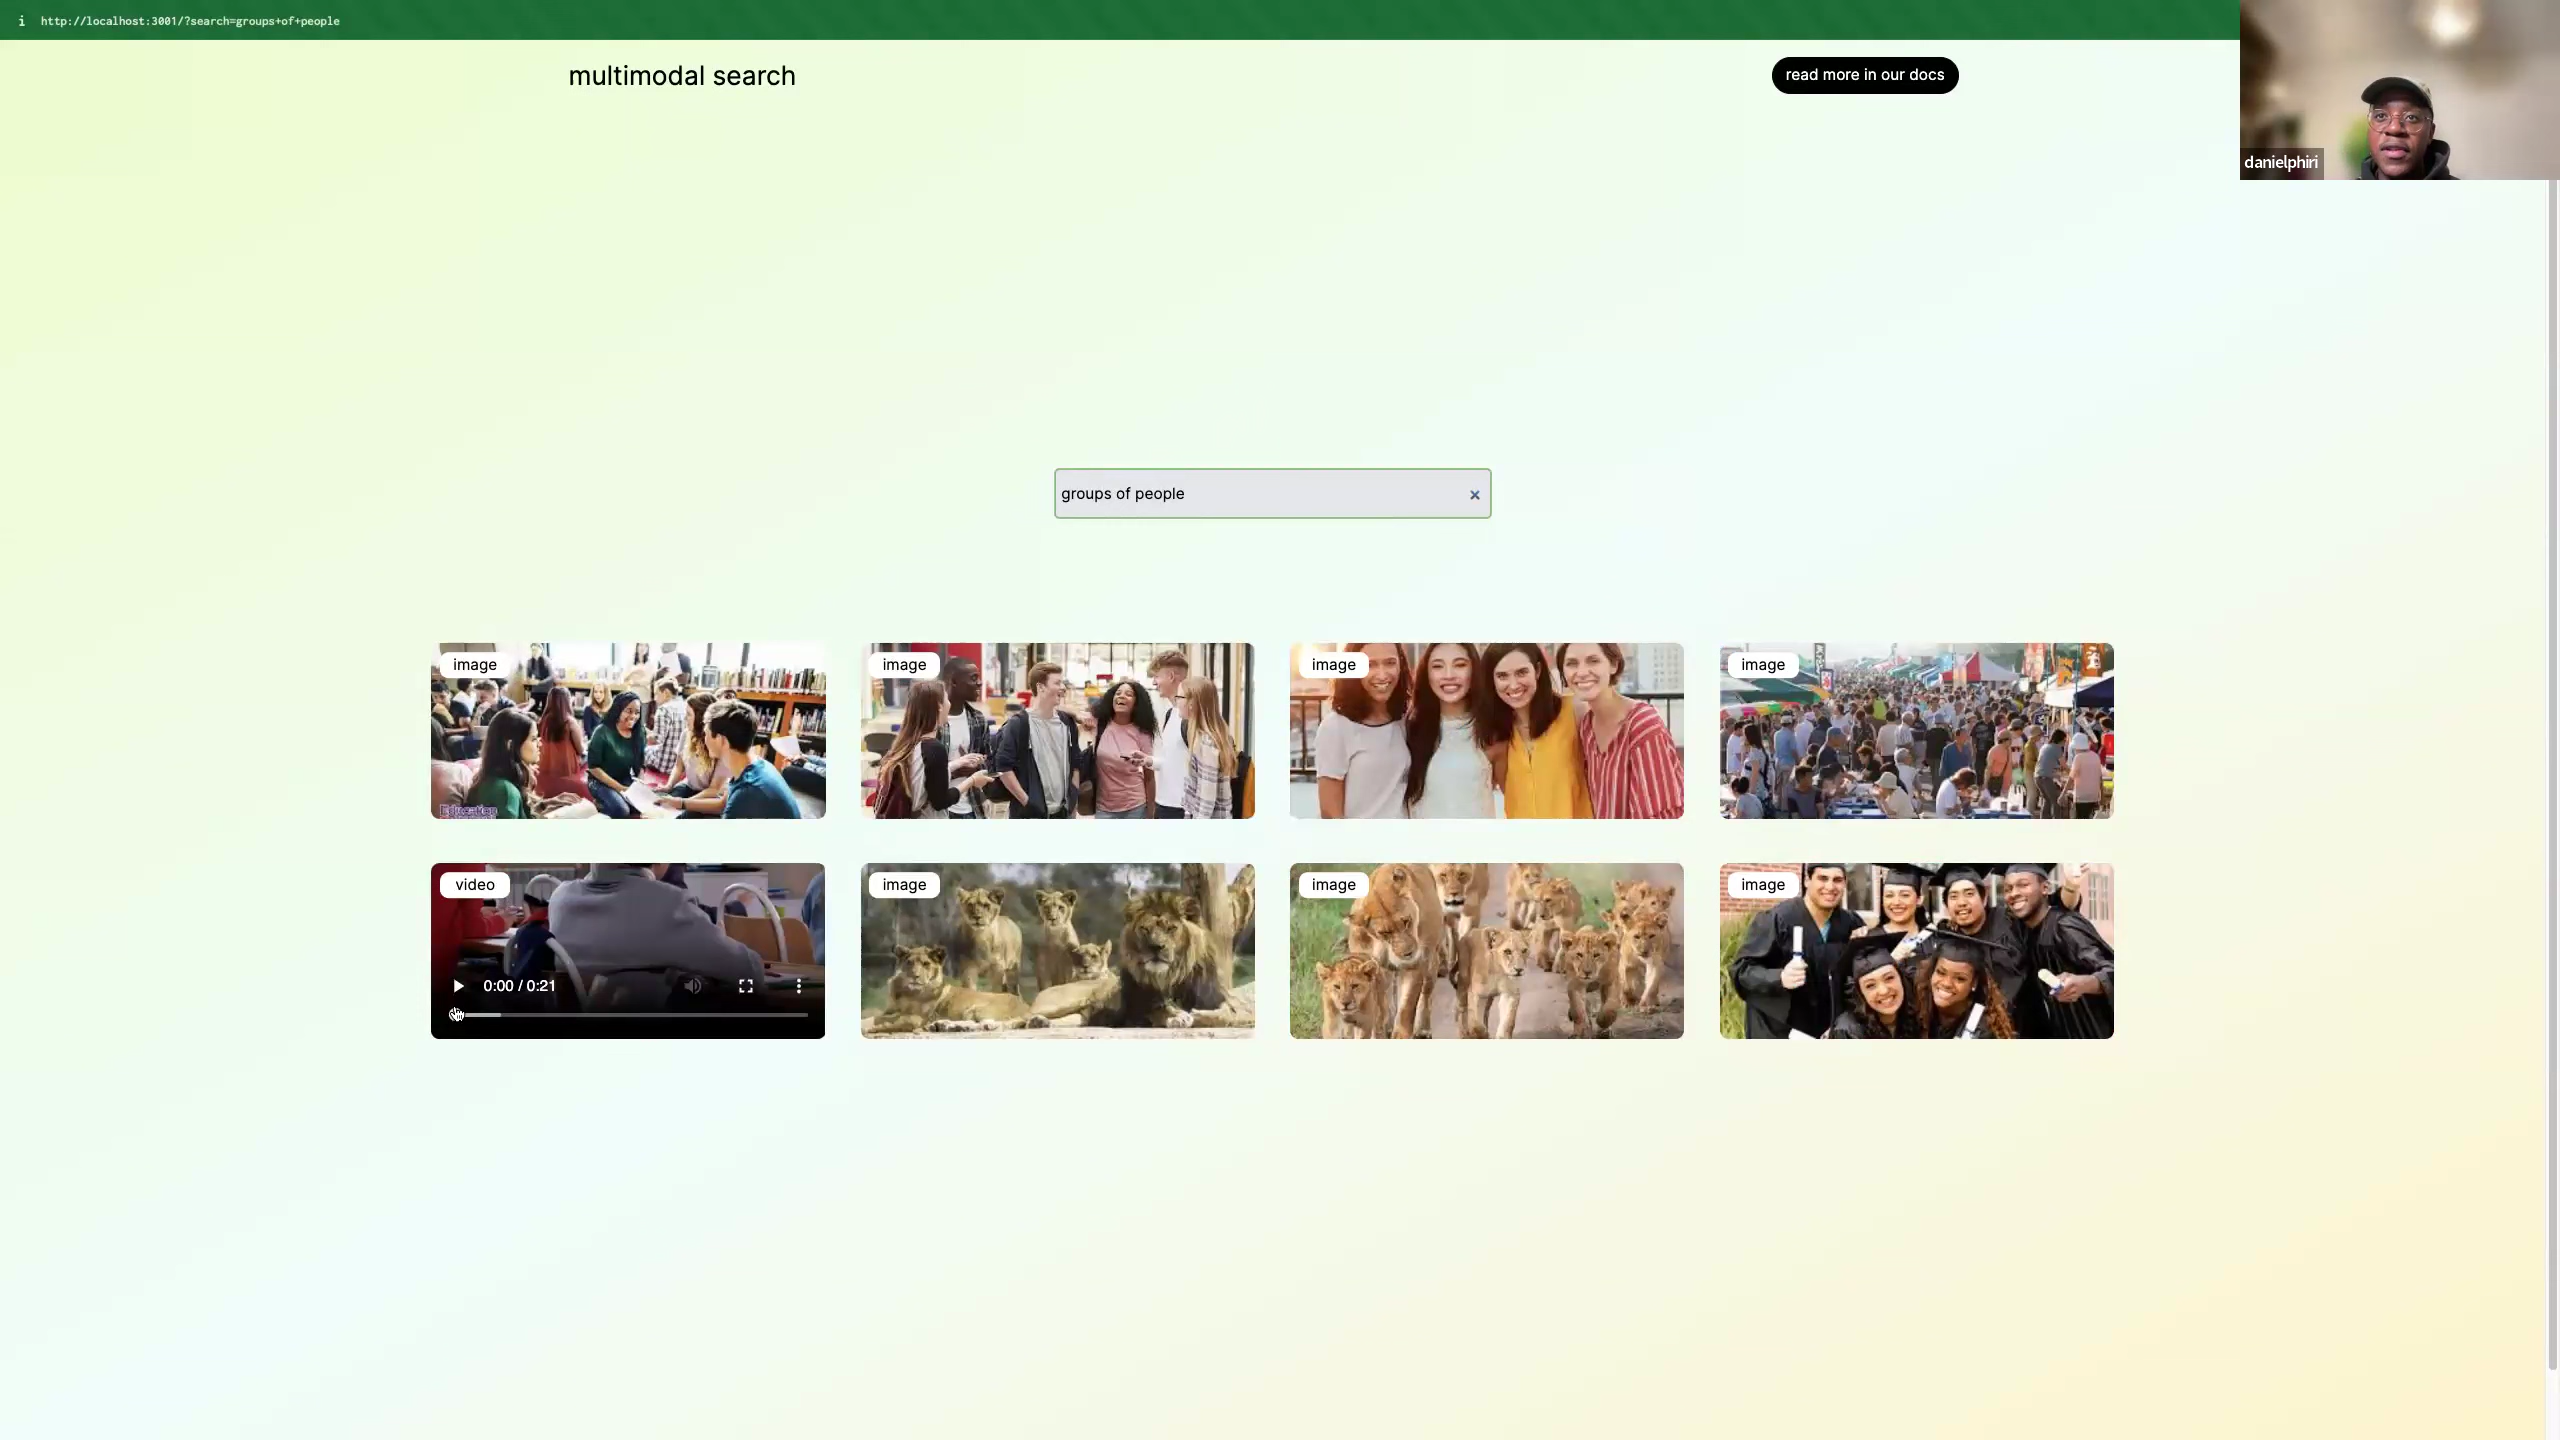 i http://localhost:3001/?search=groups+of+people
multimodal search
read more in our docs
danielphiri
groups of people
×
image
image
image
image
Education
video
image
image
image
0:00 / 0:21